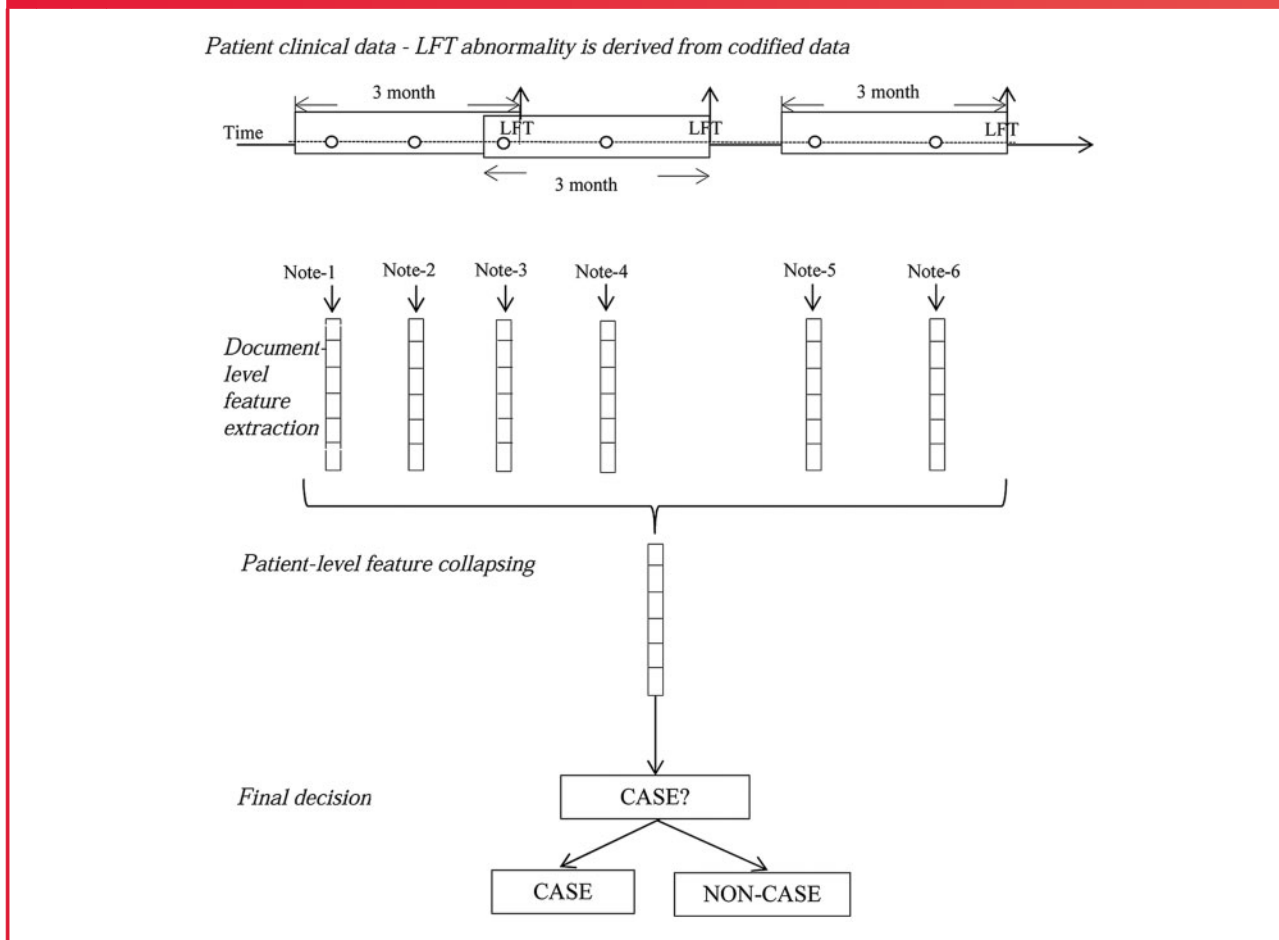 Patient clinical data - LFT abnormality is derived from codified data
3 month
3 month
Time
LFT
LFT
LFT
3 month
Note-1
Note-2
Note-3
Note-4
Note-5
Note-6
Document-
level
feature
extraction
Patient-level feature collapsing
Final decision
CASE?
CASE
NON-CASE